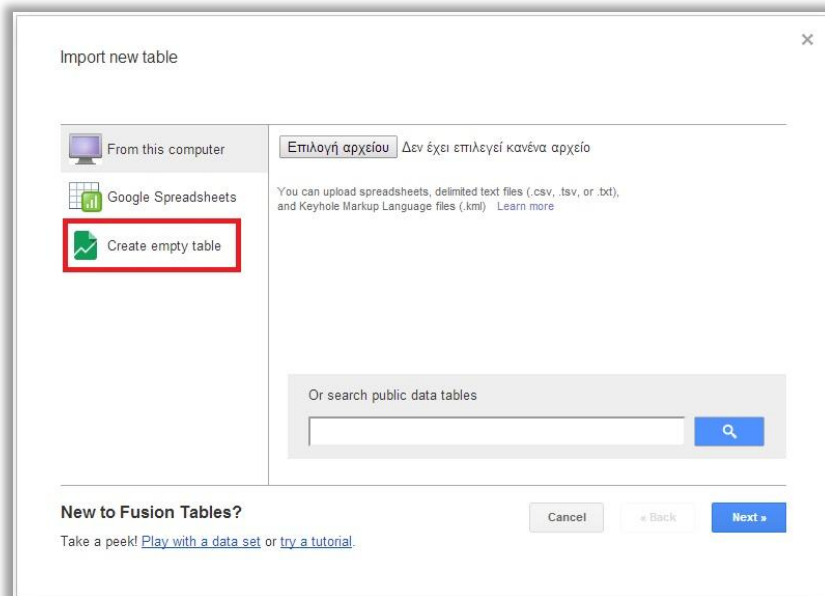 Import new table
From this computer
Επιλογή αρχείου Δεν έχει επιλεγεί κανένα αρχείο
Google Spreadsheets
You can upload spreadsheets, delimited text files (.csv, .tsv, or .txt),
and Keyhole Markup Language files (.kml) Learn more
Create empty table
Or search public data tables
New to Fusion Tables?
Take a peek! Play with a data set or try a tutorial.
Cancel
« Back
Next »